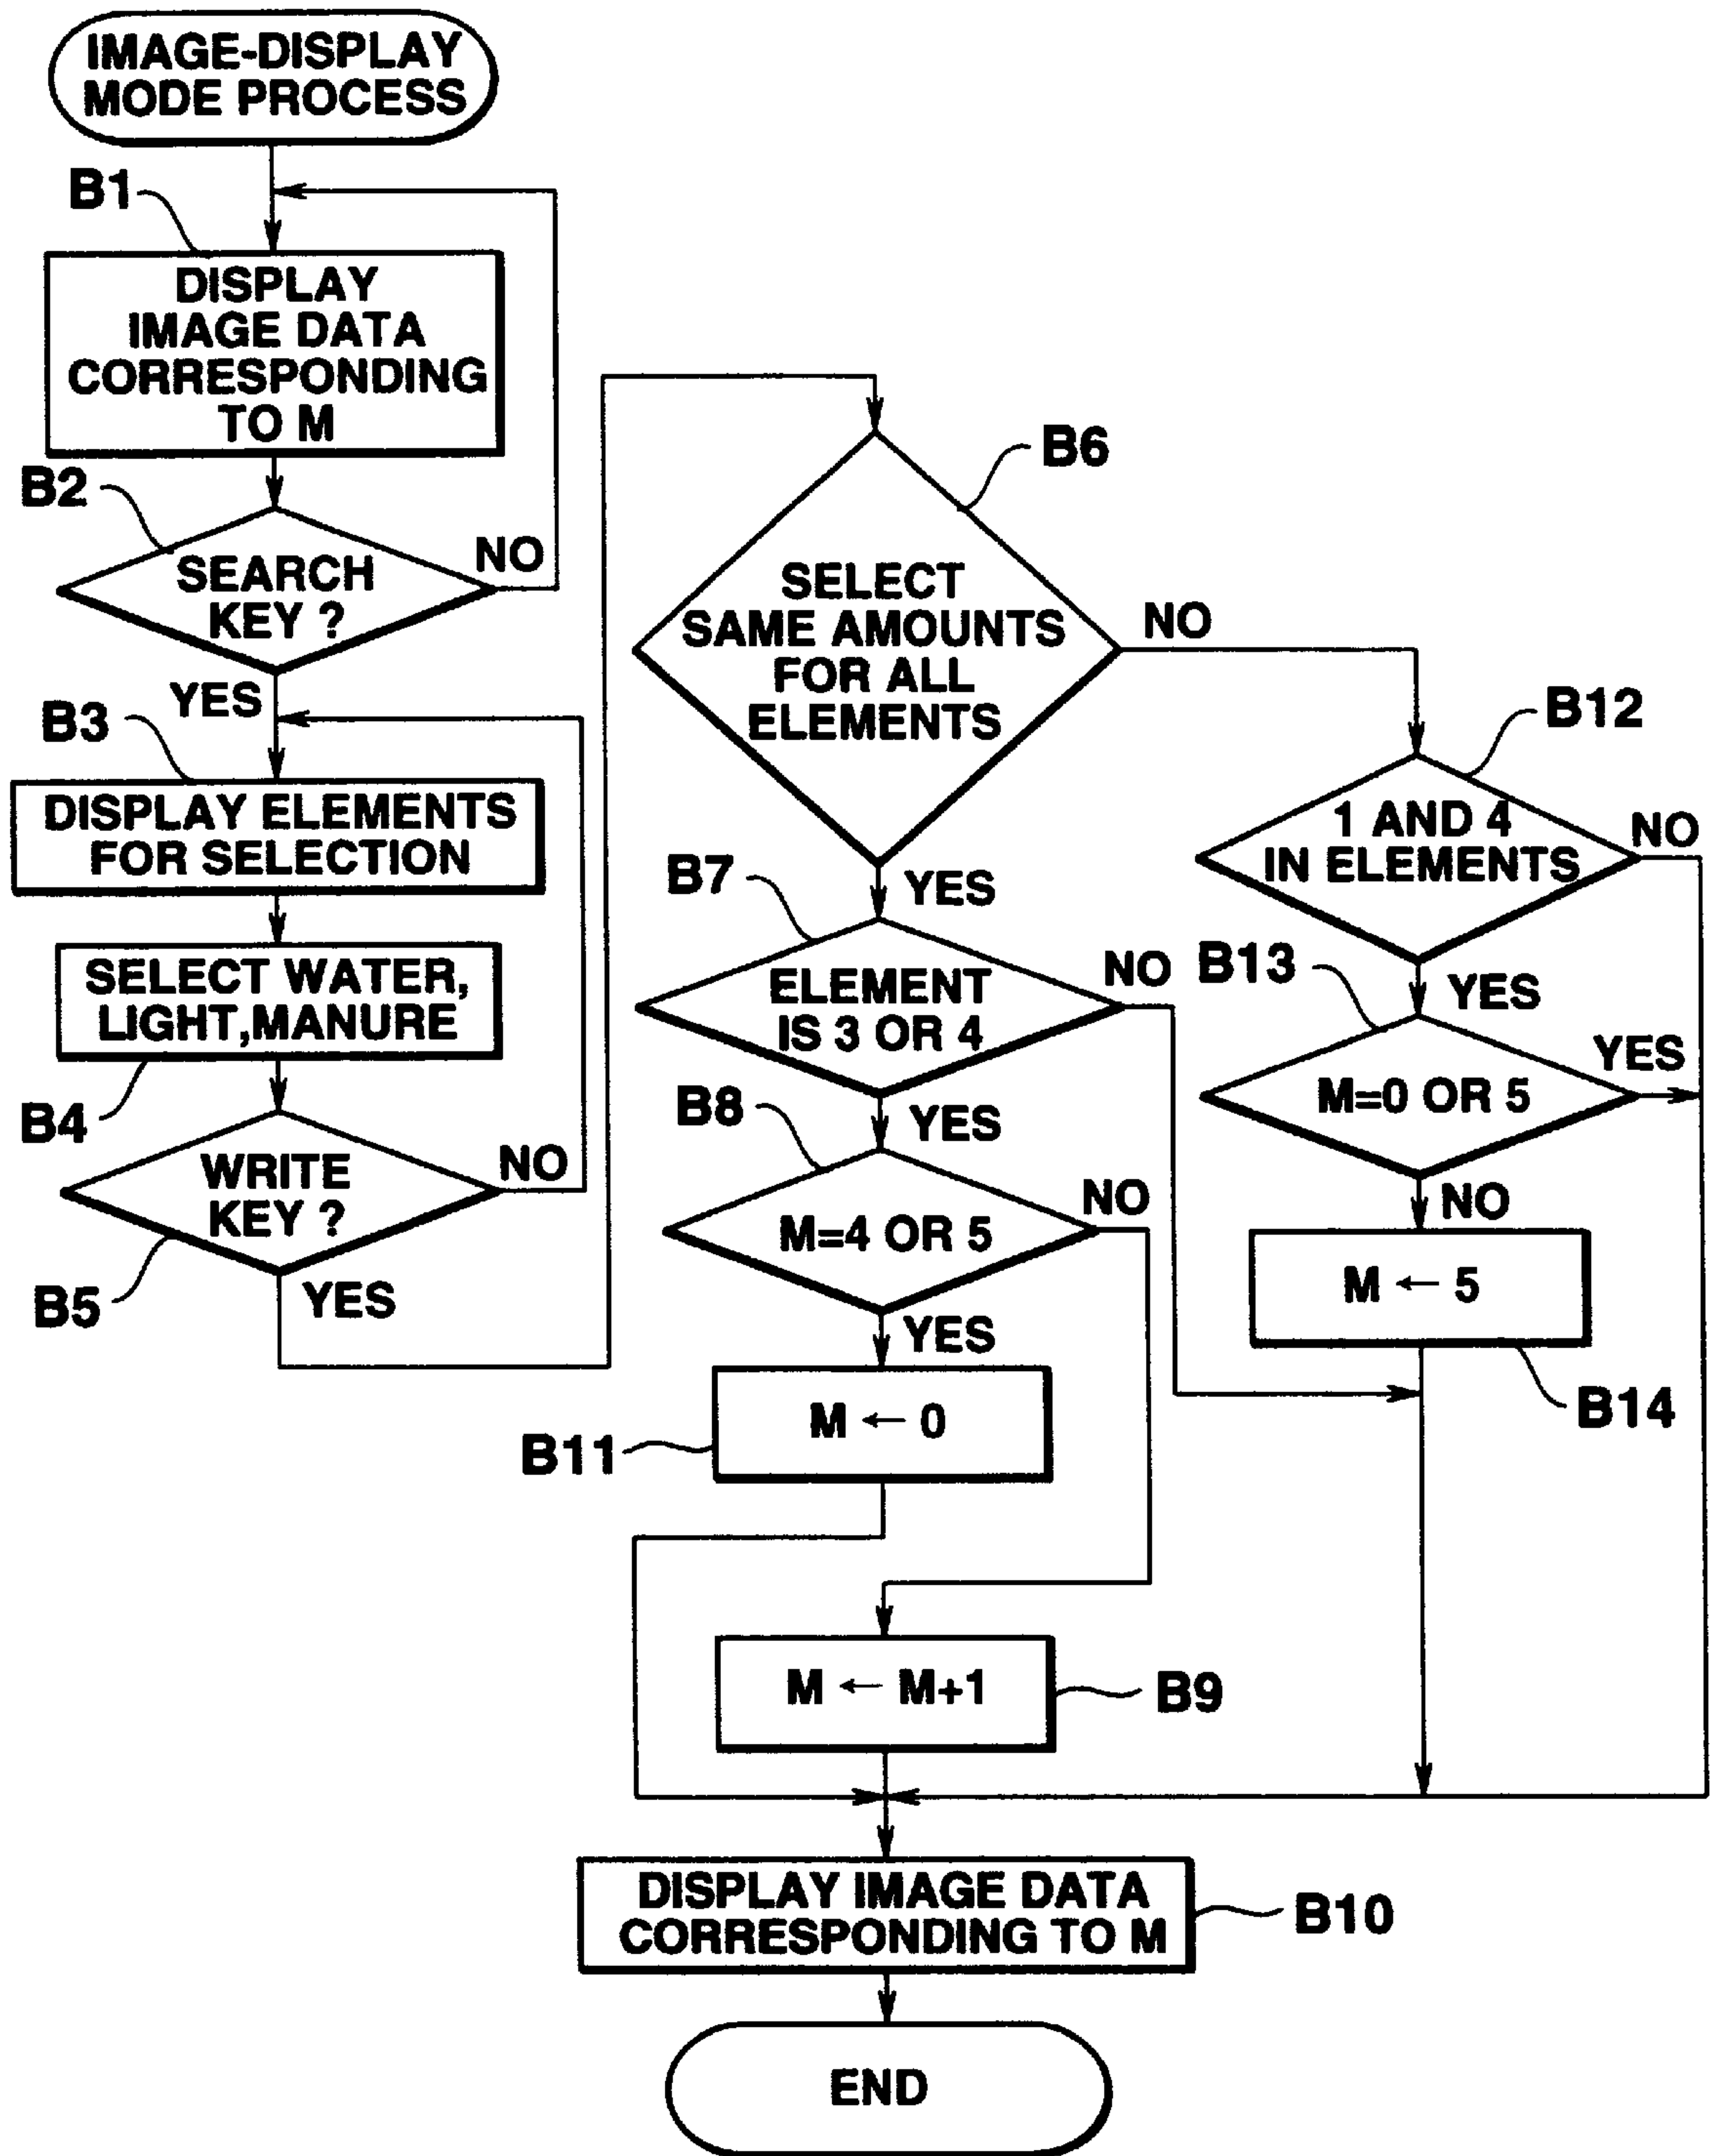 IMAGE-DISPLAY
MODE PROCESS
B1
DISPLAY
IMAGE DATA
CORRESPONDING
TO M
B2
SEARCH
KEY ?
NO
YES
B3
DISPLAY ELEMENTS
FOR SELECTION
SELECT WATER,
LIGHT,MANURE
B4
WRITE
KEY ?
NO
B5
YES
B6
SELECT
SAME AMOUNTS
FOR ALL
ELEMENTS
NO
YES
B7
ELEMENT
IS 3 OR 4
NO
YES
B8
M=4 OR 5
NO
YES
B11
M ← 0
M ← M+1
B9
B12
1 AND 4
IN ELEMENTS
NO
YES
B13
M=0 OR 5
YES
NO
M ← 5
B14
DISPLAY IMAGE DATA
CORRESPONDING TO M
B10
END